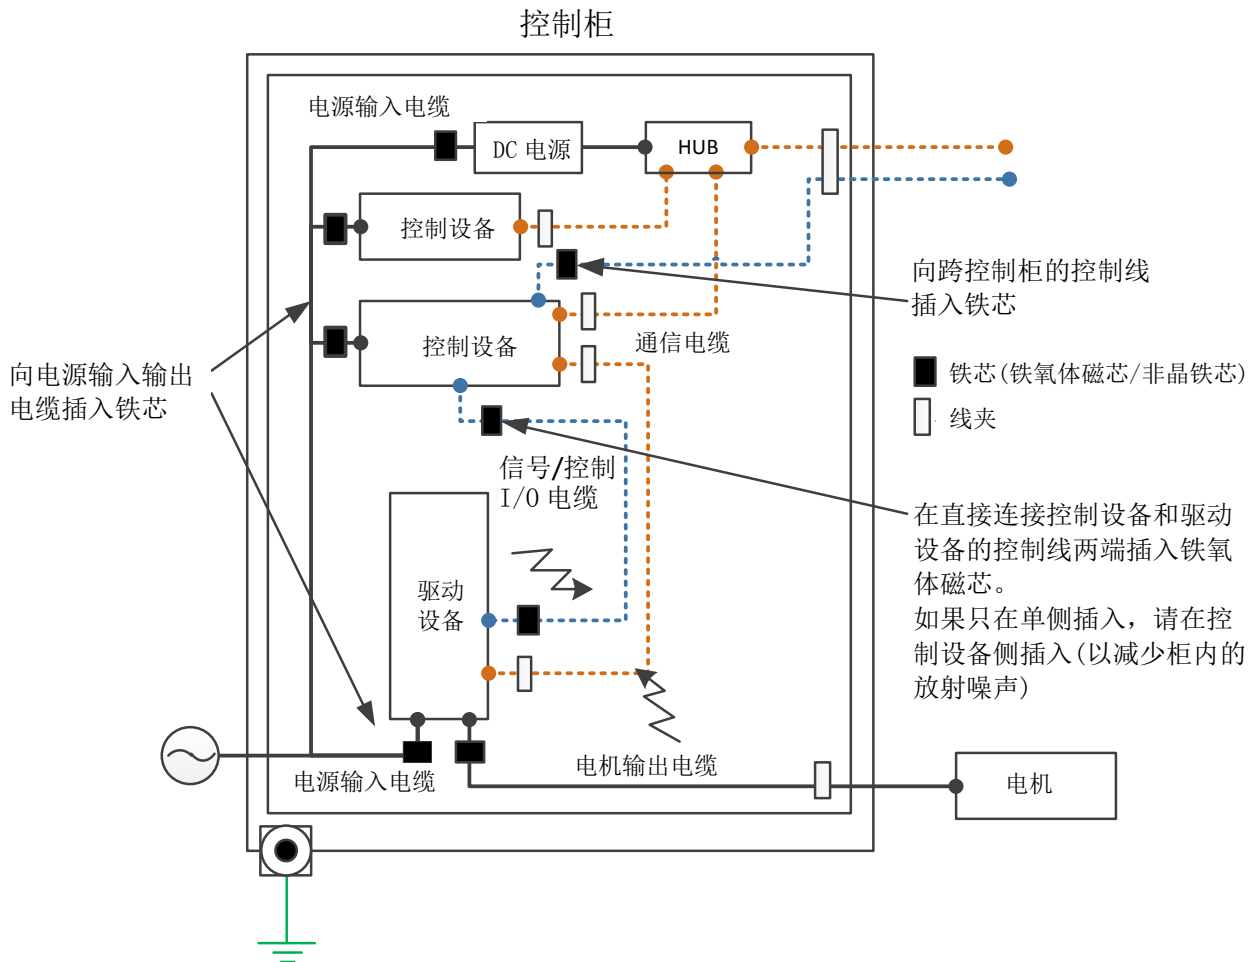 控制柜
电源输入电缆
DC 电源
HUB
控制设备
向跨控制柜的控制线
插入铁芯
控制设备
通信电缆
向电源输入输出
电缆插入铁芯
铁芯(铁氧体磁芯/非晶铁芯)
线夹
信号/控制
I/O 电缆
在直接连接控制设备和驱动
设备的控制线两端插入铁氧
体磁芯。
如果只在单侧插入，请在控
制设备侧插入(以减少柜内的
放射噪声)
驱动
设备
电源输入电缆
电机输出电缆
电机